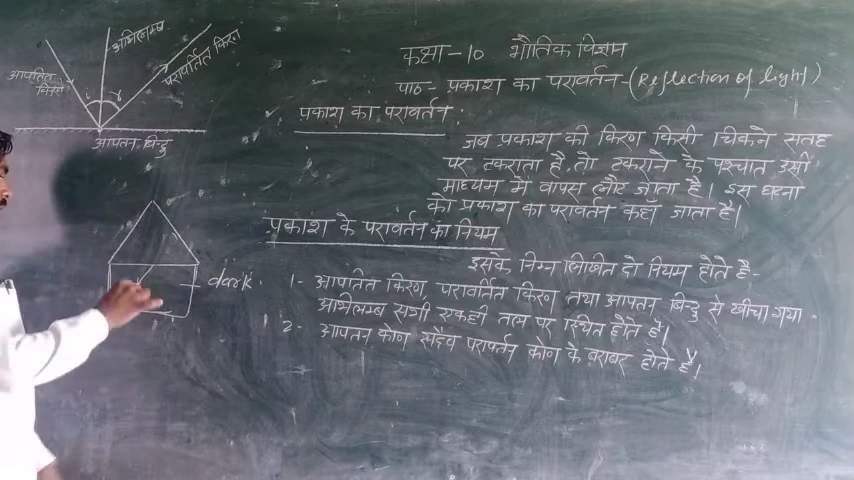 अभिलम्ब
आपतित
किरण
परावर्तित किरण
i r
आपतन बिन्दु
dark.
कक्षा -10 भौतिक विज्ञान
पाठ- प्रकाश का परावर्तन-(Reflection of light)
प्रकाश का परावर्तन:
जब प्रकाश की किरण किसी चिकने सतह
पर टकराता है, तो टकराने के पश्चात उसी
माध्यम में वापस लौट जाता है। इस घटना
को प्रकाश का परावर्तन कहाँ जाता है।
प्रकाश के परावर्तन का नियम
इसके निम्न लिखित दो नियम होते है-
1- आपतित किरण, परावर्तित किरण तथा आपतन बिन्दु से खीचा गया
अभिलम्ब सभी एकही तल पर स्थित होते है।
2- आपतन कोण सदैव परावर्तन कोण के बराबर होते है।